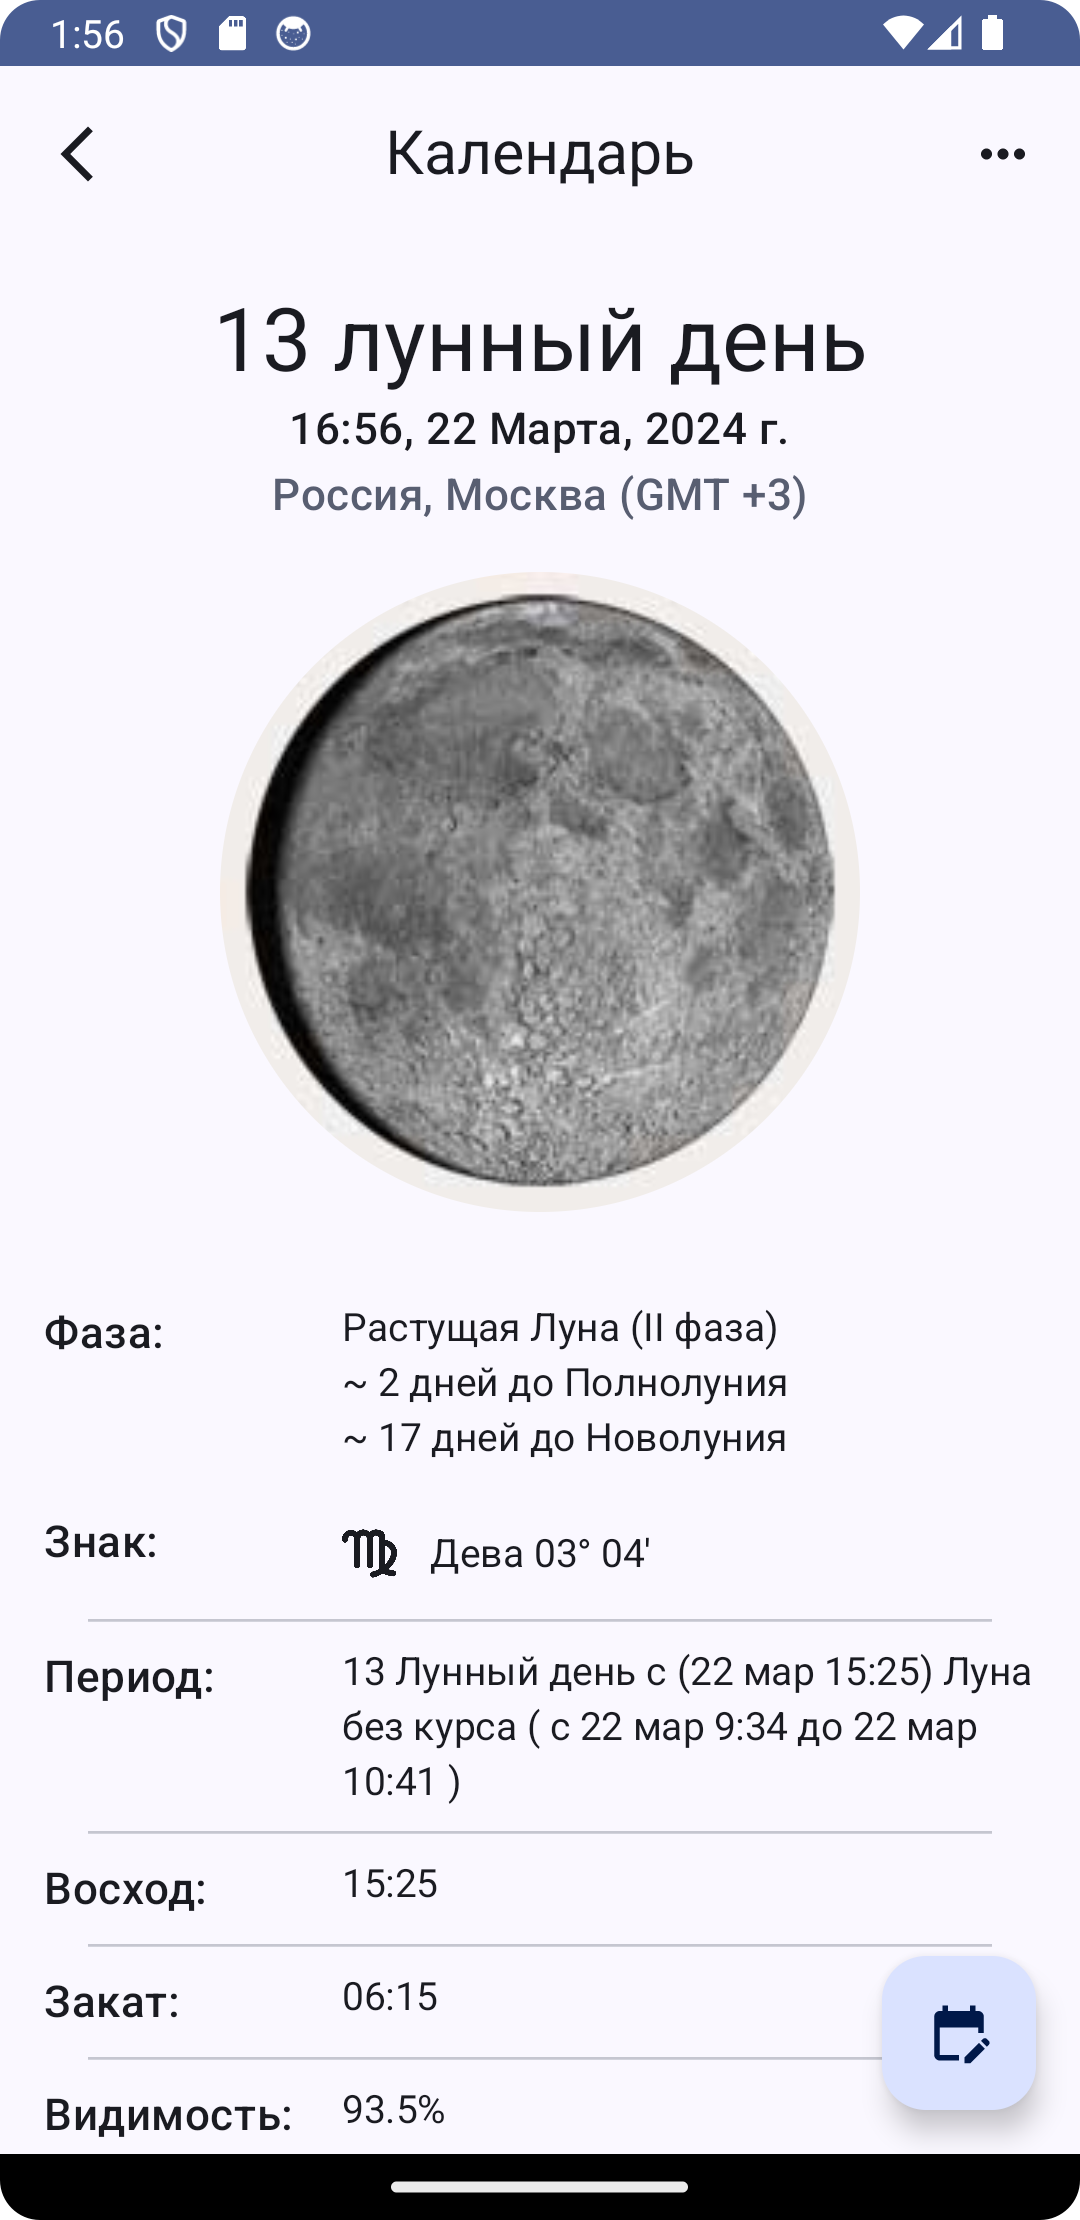 1:56
Календарь
13 лунный день
16:56, 22 Марта, 2024 г.
Россия, Москва (GMT +3)
Фаза:
Растущая Луна (II фаза)
~ 2 дней до Полнолуния
~ 17 дней до Новолуния
Знак:
Дева 03° 04'
Период:
13 Лунный день с (22 мар 15:25) Луна
без курса ( с 22 мар 9:34 до 22 мар
10:41 )
Восход:
15:25
Закат:
06:15
Видимость:
93.5%